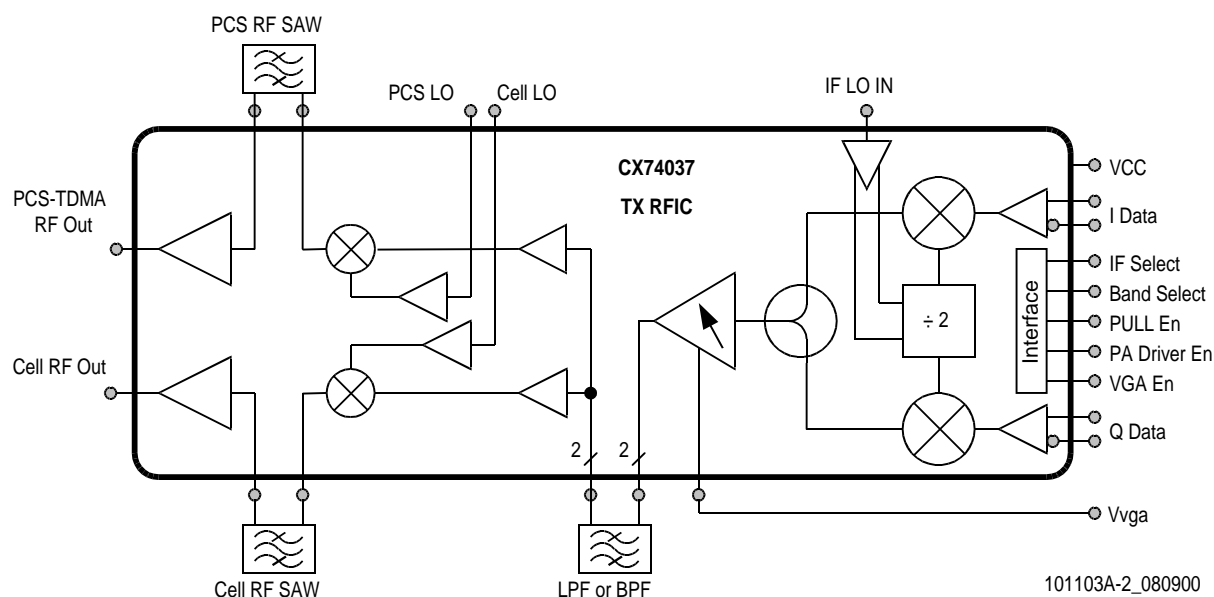 PCS RF SAW
PCS LO
Cell LO
IF LO IN
CX74037
TX RFIC
VCC
PCS-TDMA
RF Out
I Data
IF Select
Band Select
PULL En
PA Driver En
VGA En
Interface
÷ 2
Cell RF Out
Q Data
2
2
Vvga
Cell RF SAW
LPF or BPF
101103A-2_080900